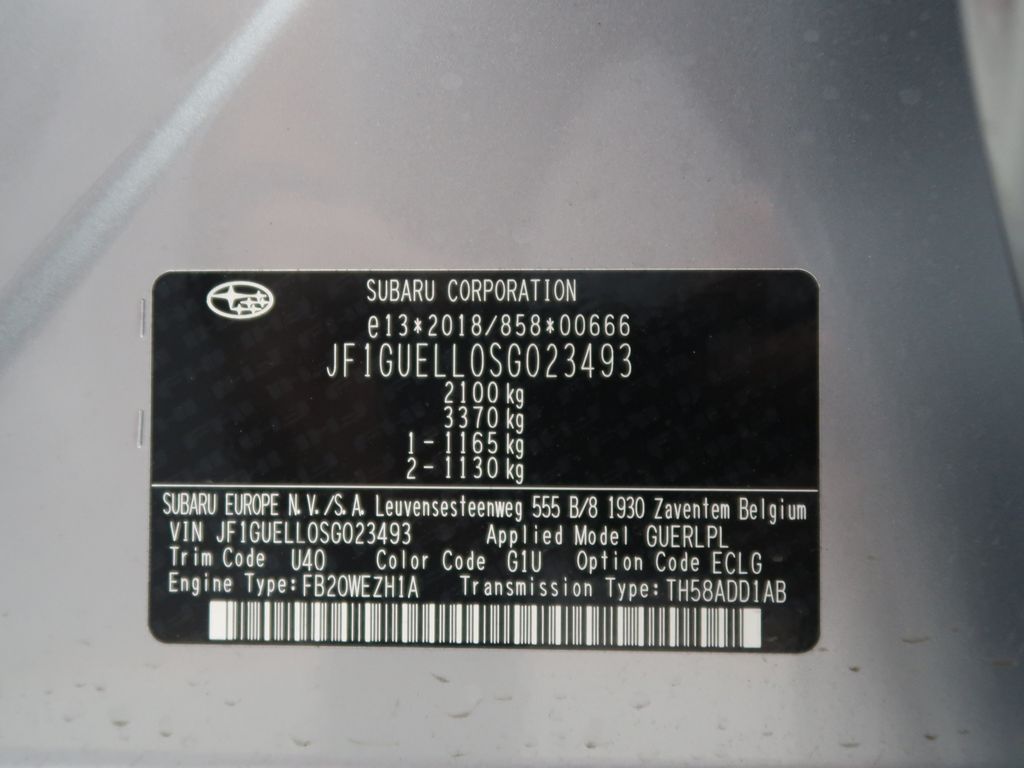 SUBARU CORPORATION
e13*2018/858*00666
JF1GUELL0SG023493
2100 kg
3370 kg
1 - 1165 kg
2 - 1130 kg
SUBARU EUROPE N.V./S.A. Leuvensesteenweg 555 B/8 1930 Zaventem Belgium
VIN JF1GUELL0SG023493 Applied Model GUERLPL
Trim Code U40 Color Code G1U Option Code ECLG
Engine Type:FB20WEZH1A Transmission Type:TH58ADD1AB